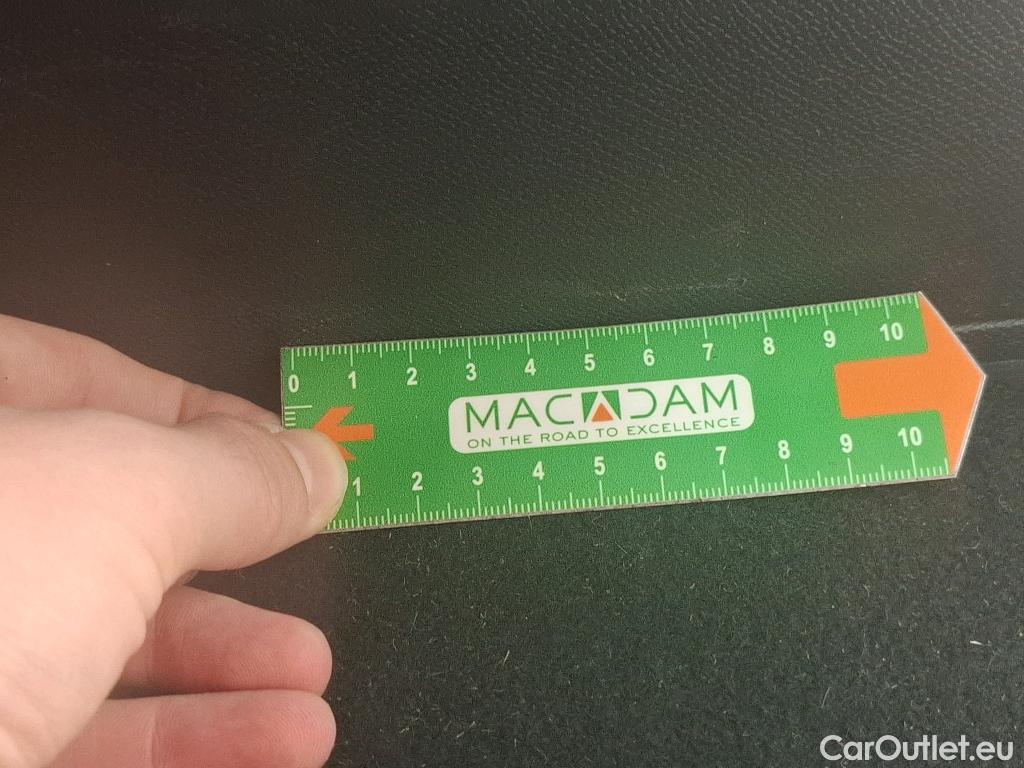 0 1 2 3 4 5 6 7 8 9 10
MACADAM
ON THE ROAD TO EXCELLENCE
1 2 3 4 5 6 7 8 9 10
CarOutlet.eu